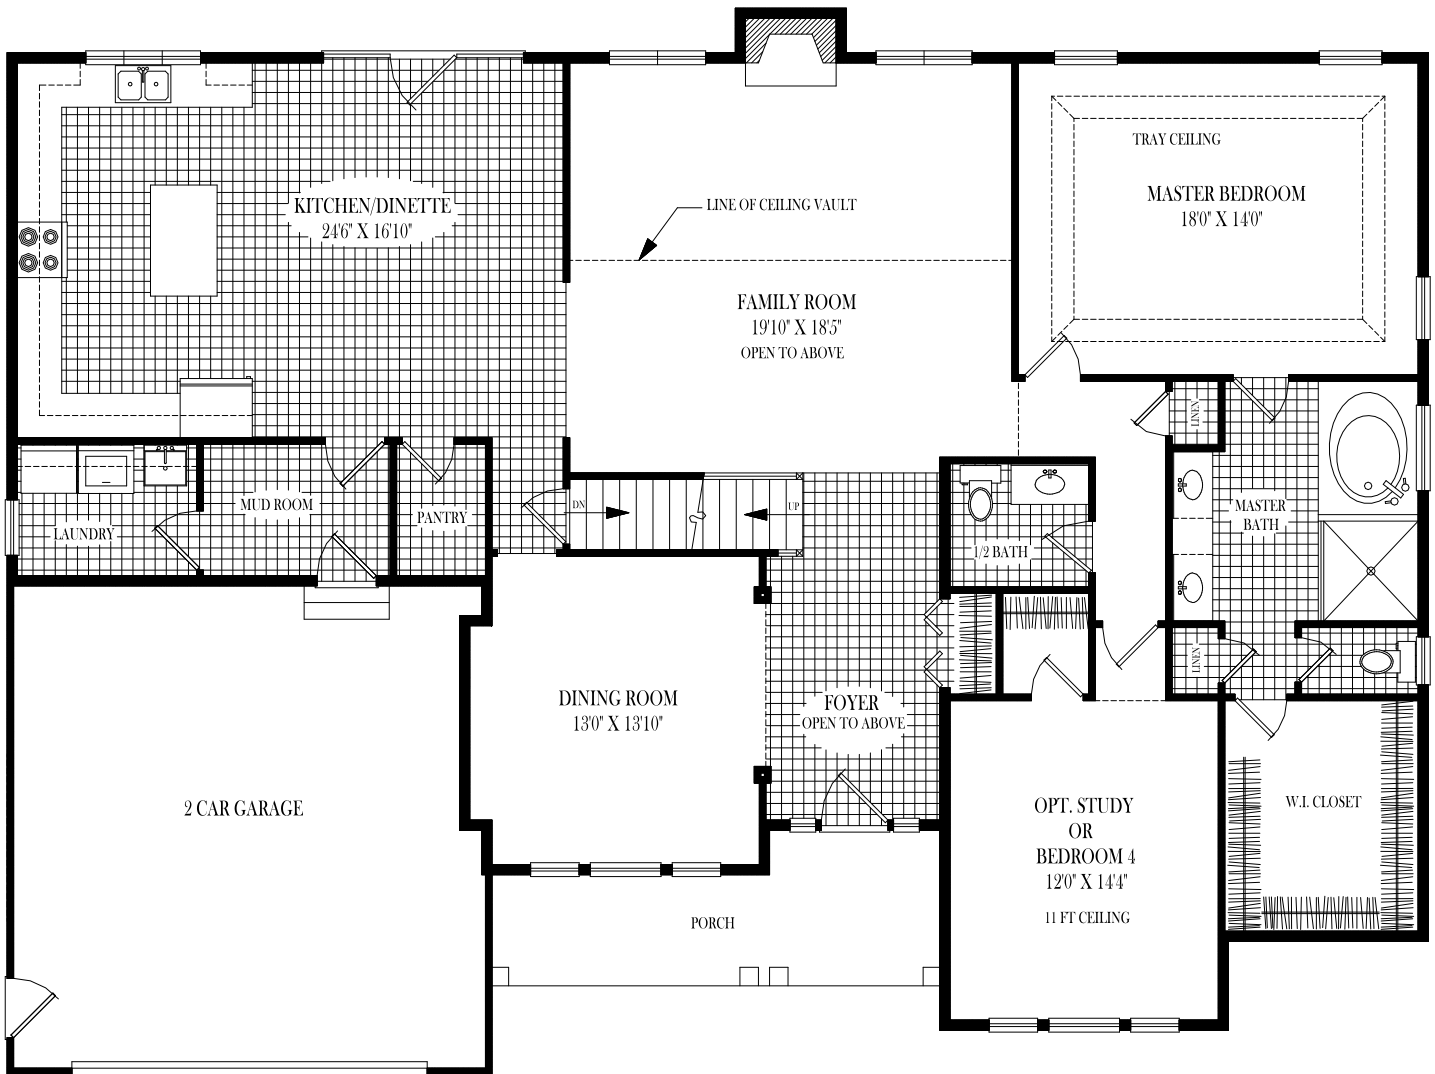 TRAY CEILING
MASTER BEDROOM
18'0" X 14'0"
KITCHEN/DINETTE
24'6" X 16'10"
LINE OF CEILING VAULT
FAMILY ROOM
19'10" X 18'5"
OPEN TO ABOVE
LINEN
MUD ROOM
LAUNDRY
PANTRY
DN
UP
1/2 BATH
MASTER
BATH
LINEN
DINING ROOM
13'0" X 13'10"
FOYER
OPEN TO ABOVE
2 CAR GARAGE
OPT. STUDY
OR
BEDROOM 4
12'0" X 14'4"
11 FT CEILING
W.I. CLOSET
PORCH